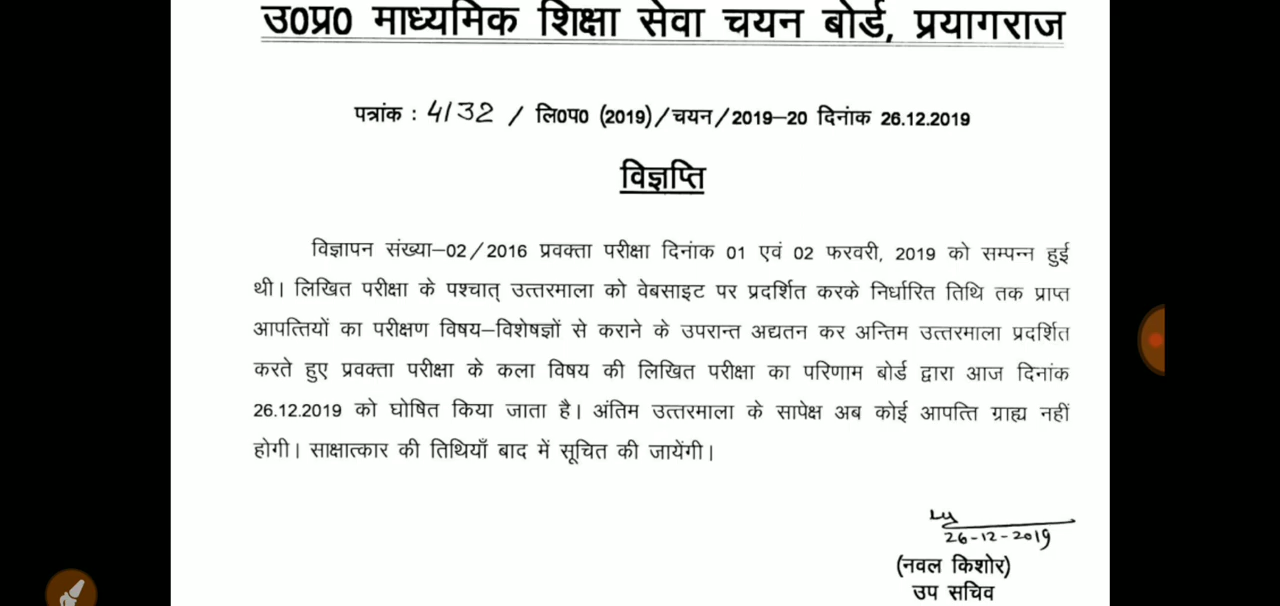 उ0प्र0 माध्यमिक शिक्षा सेवा चयन बोर्ड, प्रयागराज
पत्रांक : 4132 / लि0प0 (2019)/चयन/2019–20 दिनांक 26.12.2019
विज्ञप्ति
विज्ञापन संख्या–02/2016 प्रवक्ता परीक्षा दिनांक 01 एवं 02 फरवरी, 2019 को सम्पन्न हुई
थी। लिखित परीक्षा के पश्चात् उत्तरमाला को वेबसाइट पर प्रदर्शित करके निर्धारित तिथि तक प्राप्त
आपत्तियों का परीक्षण विषय–विशेषज्ञों से कराने के उपरान्त अद्यतन कर अन्तिम उत्तरमाला प्रदर्शित
करते हुए प्रवक्ता परीक्षा के कला विषय की लिखित परीक्षा का परिणाम बोर्ड द्वारा आज दिनांक
26.12.2019 को घोषित किया जाता है। अंतिम उत्तरमाला के सापेक्ष अब कोई आपत्ति ग्राह्य नहीं
होगी। साक्षात्कार की तिथियाँ बाद में सूचित की जायेंगी।
26-12-2019
(नवल किशोर)
उप सचिव